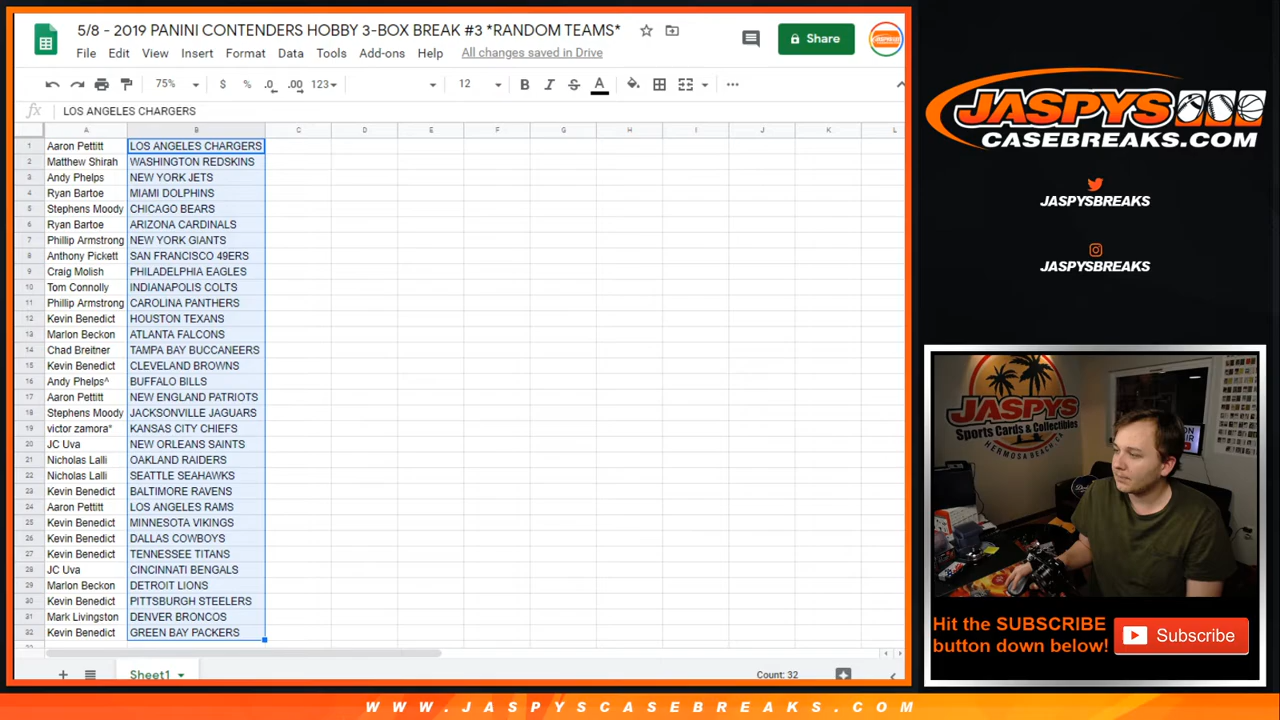 5/8 - 2019 PANINI CONTENDERS HOBBY 3-BOX BREAK #3 *RANDOM TEAMS*
File Edit View Insert Format Data Tools Add-ons Help All changes saved in Drive
Share
75% $ % .0 .00 123 12 B I S A
fx LOS ANGELES CHARGERS
A B C D E F G H I J K L
1 Aaron Pettitt LOS ANGELES CHARGERS
2 Matthew Shirah WASHINGTON REDSKINS
3 Andy Phelps NEW YORK JETS
4 Ryan Bartoe MIAMI DOLPHINS
5 Stephens Moody CHICAGO BEARS
6 Ryan Bartoe ARIZONA CARDINALS
7 Phillip Armstrong NEW YORK GIANTS
8 Anthony Pickett SAN FRANCISCO 49ERS
9 Craig Molish PHILADELPHIA EAGLES
10 Tom Connolly INDIANAPOLIS COLTS
11 Phillip Armstrong CAROLINA PANTHERS
12 Kevin Benedict HOUSTON TEXANS
13 Marlon Beckon ATLANTA FALCONS
14 Chad Breitner TAMPA BAY BUCCANEERS
15 Kevin Benedict CLEVELAND BROWNS
16 Andy Phelps^ BUFFALO BILLS
17 Aaron Pettitt NEW ENGLAND PATRIOTS
18 Stephens Moody JACKSONVILLE JAGUARS
19 victor zamora* KANSAS CITY CHIEFS
20 JC Uva NEW ORLEANS SAINTS
21 Nicholas Lalli OAKLAND RAIDERS
22 Nicholas Lalli SEATTLE SEAHAWKS
23 Kevin Benedict BALTIMORE RAVENS
24 Aaron Pettitt LOS ANGELES RAMS
25 Kevin Benedict MINNESOTA VIKINGS
26 Kevin Benedict DALLAS COWBOYS
27 Kevin Benedict TENNESSEE TITANS
28 JC Uva CINCINNATI BENGALS
29 Marlon Beckon DETROIT LIONS
30 Kevin Benedict PITTSBURGH STEELERS
31 Mark Livingston DENVER BRONCOS
32 Kevin Benedict GREEN BAY PACKERS
Sheet1
Count: 32
JASPYS
CASEBREAKS.COM
JASPYSBREAKS
JASPYSBREAKS
JASPYS
Sports Cards & Collectibles
HERMOSA BEACH, CA
Hit the SUBSCRIBE
button down below!
Subscribe
WWW.JASPYSCASEBREAKS.COM